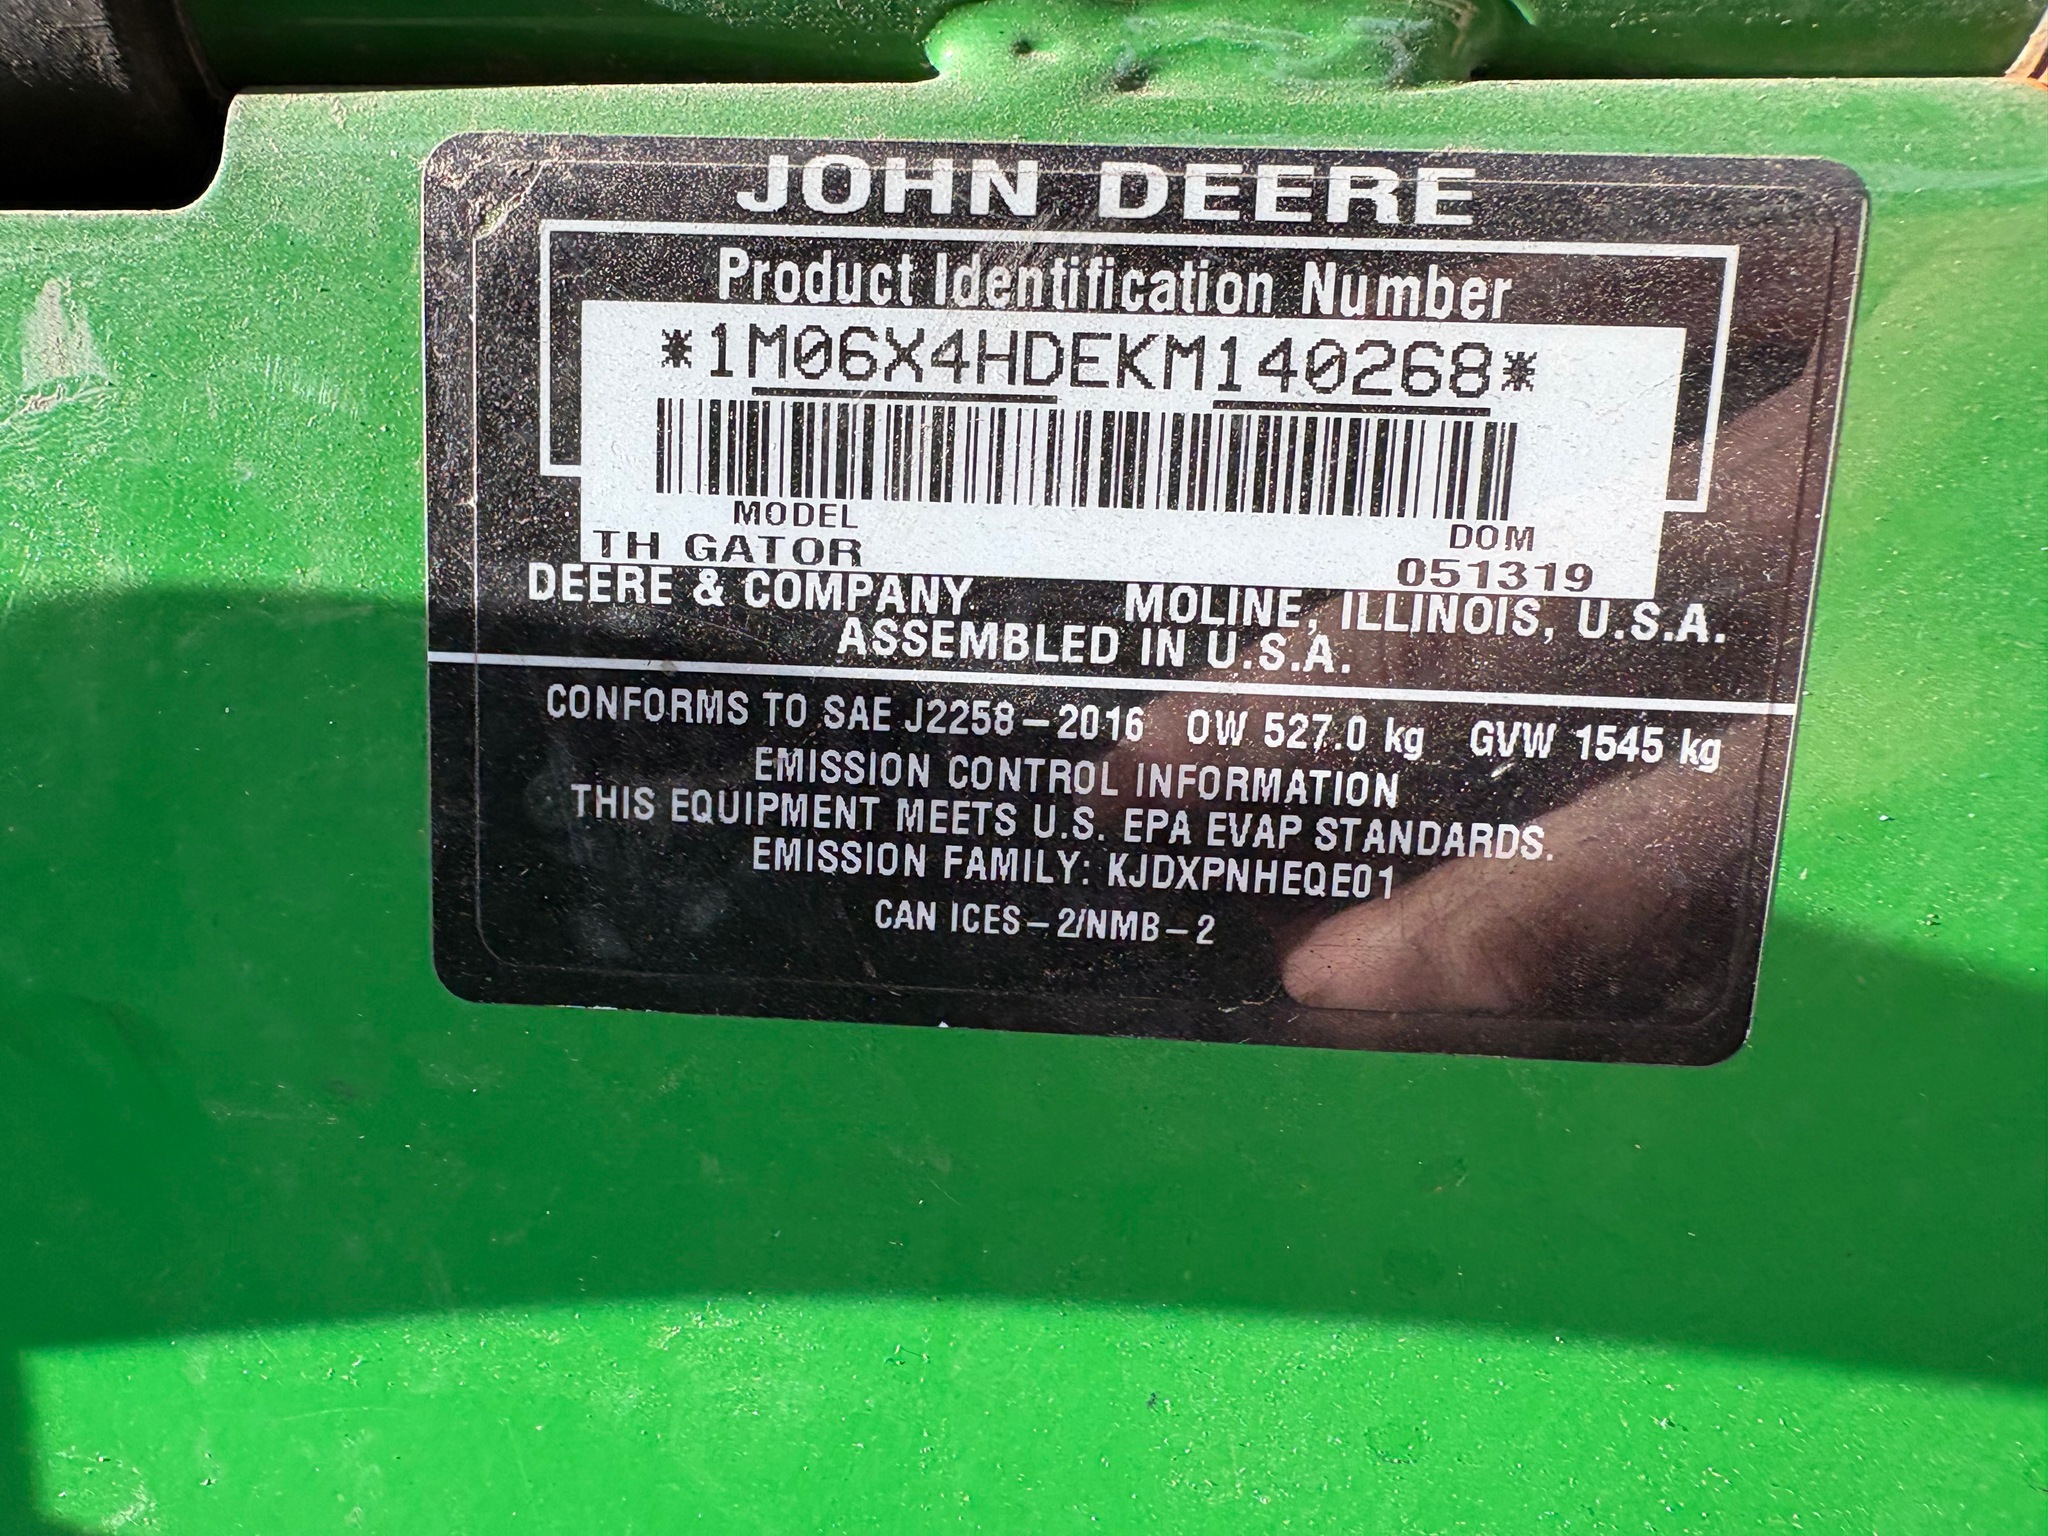 JOHN DEERE
Product Identification Number
*1M06X4HDEKM140268*
MODEL DOM
TH GATOR 051319
DEERE & COMPANY MOLINE, ILLINOIS, U.S.A.
ASSEMBLED IN U.S.A.
CONFORMS TO SAE J2258-2016 OW 527.0 kg GVW 1545 kg
EMISSION CONTROL INFORMATION
THIS EQUIPMENT MEETS U.S. EPA EVAP STANDARDS.
EMISSION FAMILY: KJDXPNHEQE01
CAN ICES-2/NMB-2